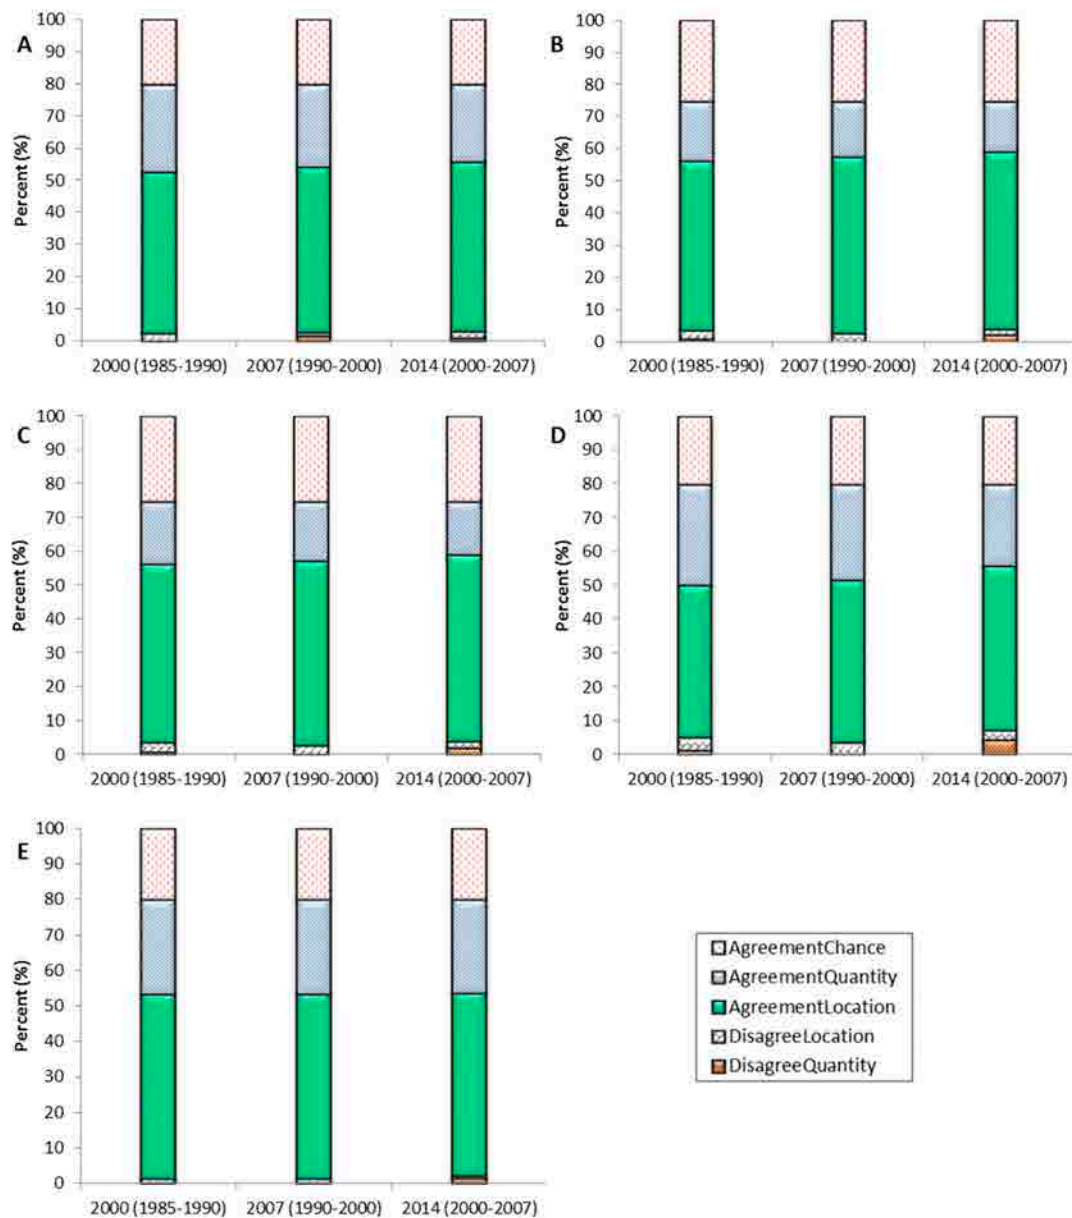 A
Percent (%)
100
90
80
70
60
50
40
30
20
10
0
2000 (1985-1990) 2007 (1990-2000) 2014 (2000-2007)
B
Percent (%)
100
90
80
70
60
50
40
30
20
10
0
2000 (1985-1990) 2007 (1990-2000) 2014 (2000-2007)
C
Percent (%)
100
90
80
70
60
50
40
30
20
10
0
2000 (1985-1990) 2007 (1990-2000) 2014 (2000-2007)
D
Percent (%)
100
90
80
70
60
50
40
30
20
10
0
2000 (1985-1990) 2007 (1990-2000) 2014 (2000-2007)
E
Percent (%)
100
90
80
70
60
50
40
30
20
10
0
2000 (1985-1990) 2007 (1990-2000) 2014 (2000-2007)
AgreementChance
AgreementQuantity
AgreementLocation
DisagreeLocation
DisagreeQuantity